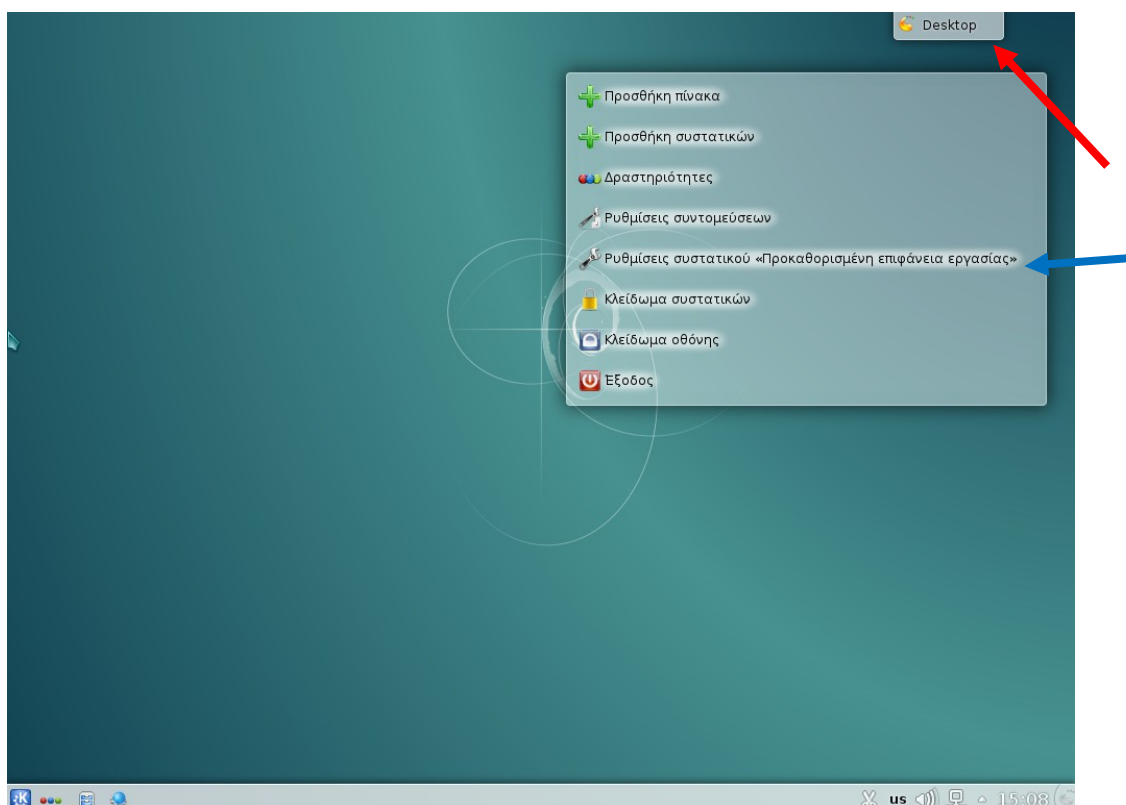 Desktop
Προσθήκη πίνακα
Προσθήκη συστατικών
Δραστηριότητες
Ρυθμίσεις συντομεύσεων
Ρυθμίσεις συστατικού «Προκαθορισμένη επιφάνεια εργασίας»
Κλείδωμα συστατικών
Κλείδωμα οθόνης
Έξοδος
us 15:08